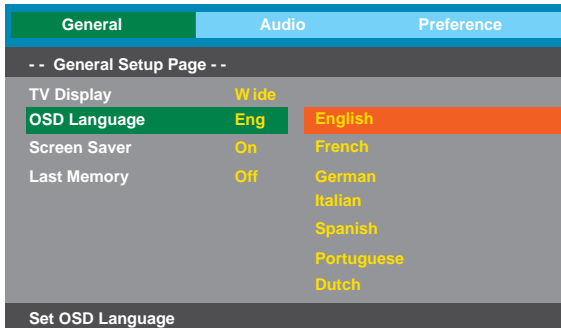 General Audio Preference
- - General Setup Page - -
TV Display Wide
OSD Language Eng English
Screen Saver On French
Last Memory Off German
Italian
Spanish
Portuguese
Dutch
Set OSD Language